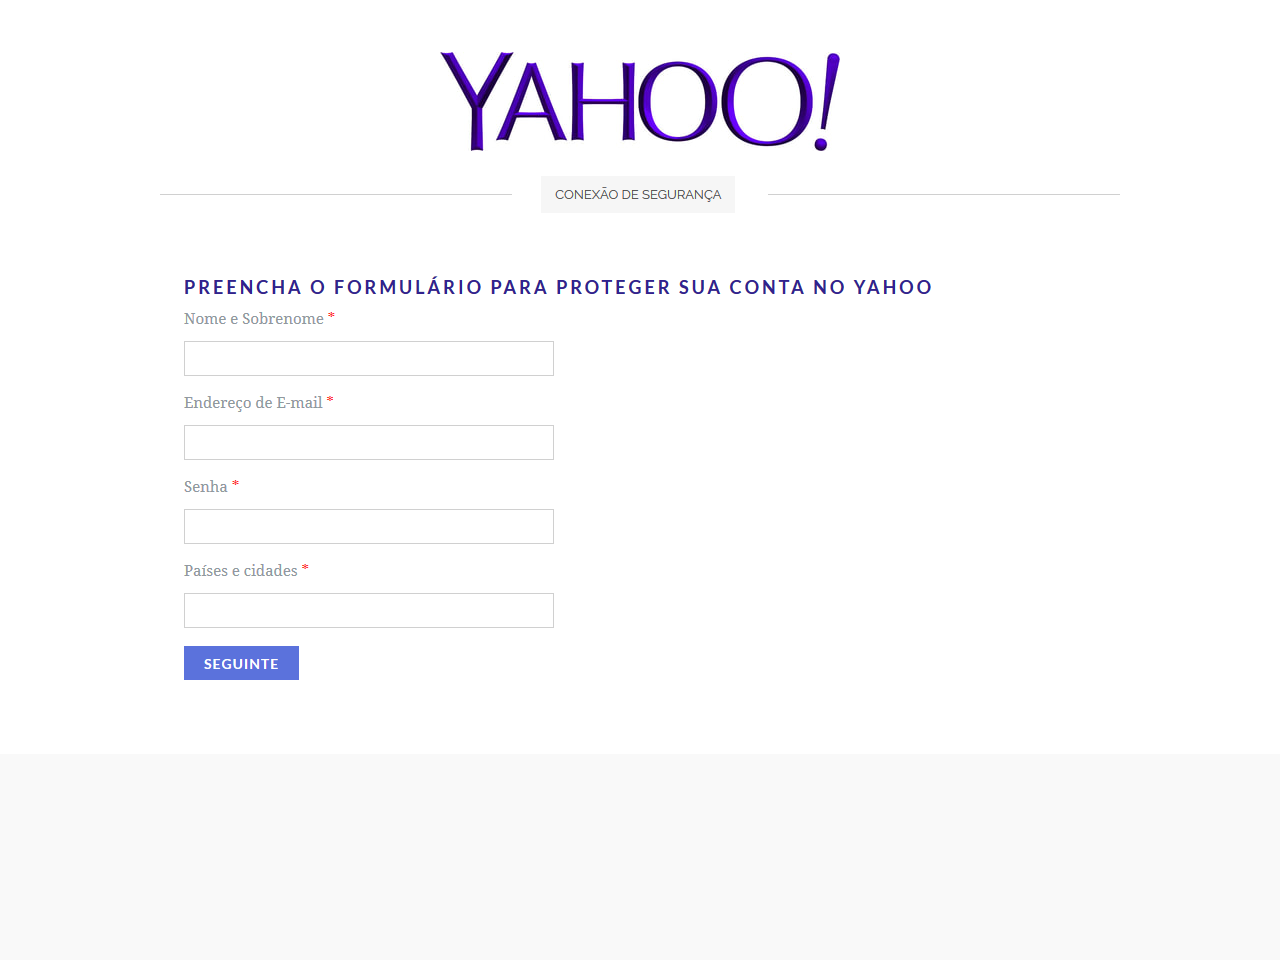 YAHOO!
CONEXÃO DE SEGURANÇA
PREENCHA O FORMULÁRIO PARA PROTEGER SUA CONTA NO YAHOO
Nome e Sobrenome *
Endereço de E-mail *
Senha *
Países e cidades *
SEGUINTE